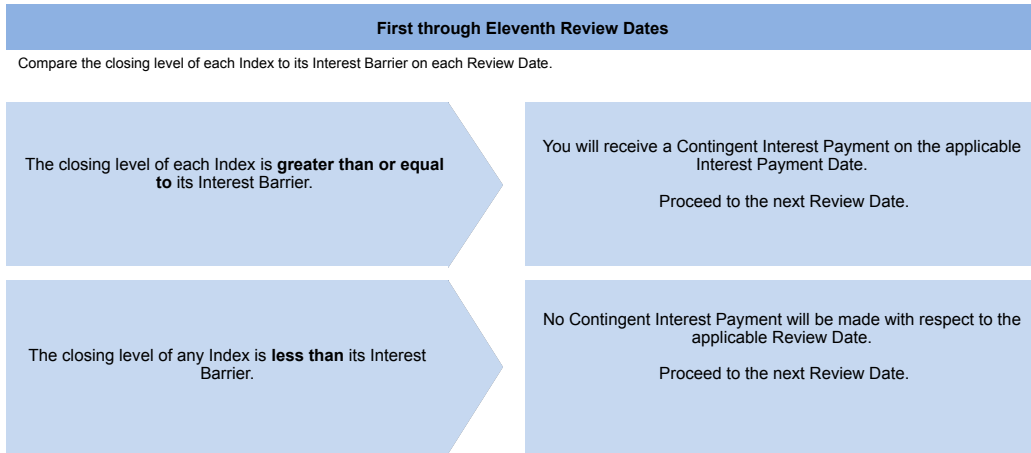 First through Eleventh Review Dates
Compare the closing level of each Index to its Interest Barrier on each Review Date.
The closing level of each Index is greater than or equal
to its Interest Barrier.
You will receive a Contingent Interest Payment on the applicable
Interest Payment Date.
Proceed to the next Review Date.
The closing level of any Index is less than its Interest
Barrier.
No Contingent Interest Payment will be made with respect to the
applicable Review Date.
Proceed to the next Review Date.